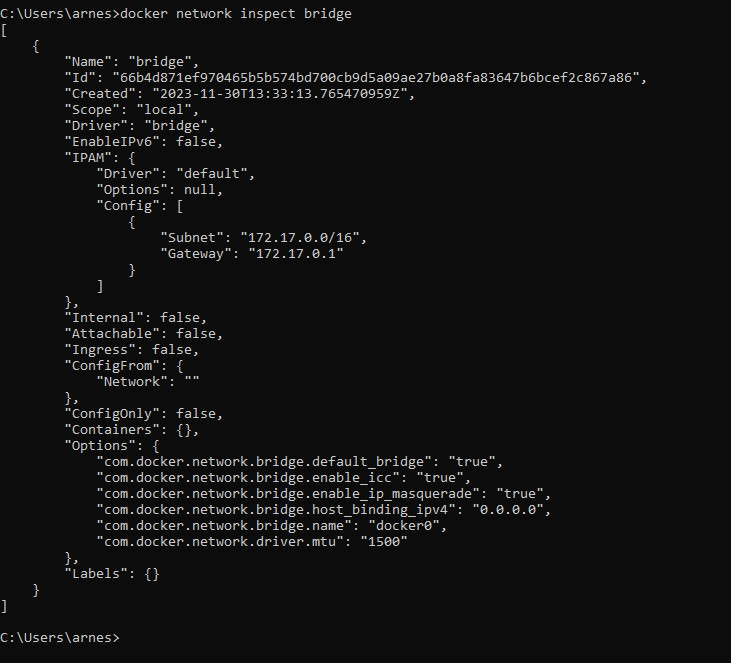 C:\Users\arnes>docker network inspect bridge
[
    {
        "Name": "bridge",
        "Id": "66b4d871ef970465b5b574bd700cb9d5a09ae27b0a8fa83647b6bcef2c867a86",
        "Created": "2023-11-30T13:33:13.765470959Z",
        "Scope": "local",
        "Driver": "bridge",
        "EnableIPv6": false,
        "IPAM": {
            "Driver": "default",
            "Options": null,
            "Config": [
                {
                    "Subnet": "172.17.0.0/16",
                    "Gateway": "172.17.0.1"
                }
            ]
        },
        "Internal": false,
        "Attachable": false,
        "Ingress": false,
        "ConfigFrom": {
            "Network": ""
        },
        "ConfigOnly": false,
        "Containers": {},
        "Options": {
            "com.docker.network.bridge.default_bridge": "true",
            "com.docker.network.bridge.enable_icc": "true",
            "com.docker.network.bridge.enable_ip_masquerade": "true",
            "com.docker.network.bridge.host_binding_ipv4": "0.0.0.0",
            "com.docker.network.bridge.name": "docker0",
            "com.docker.network.driver.mtu": "1500"
        },
        "Labels": {}
    }
]
C:\Users\arnes>